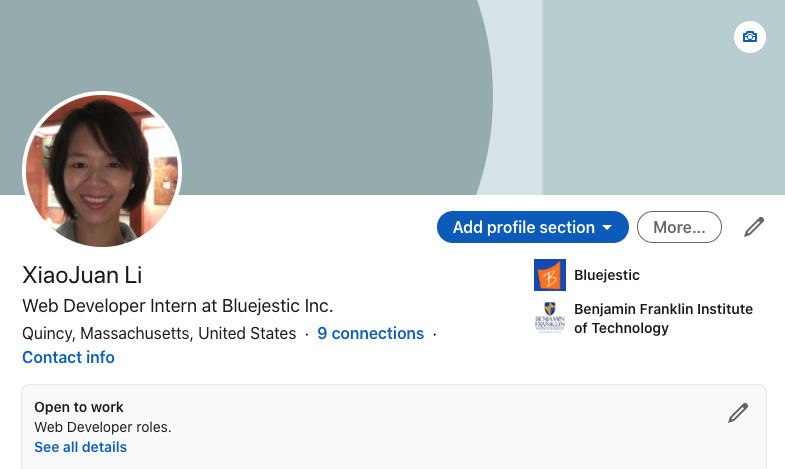 Add profile section
More...
XiaoJuan Li
Bluejestic
Web Developer Intern at Bluejestic Inc.
Benjamin Franklin Institute
of Technology
Quincy, Massachusetts, United States · 9 connections ·
Contact info
Open to work
Web Developer roles.
See all details